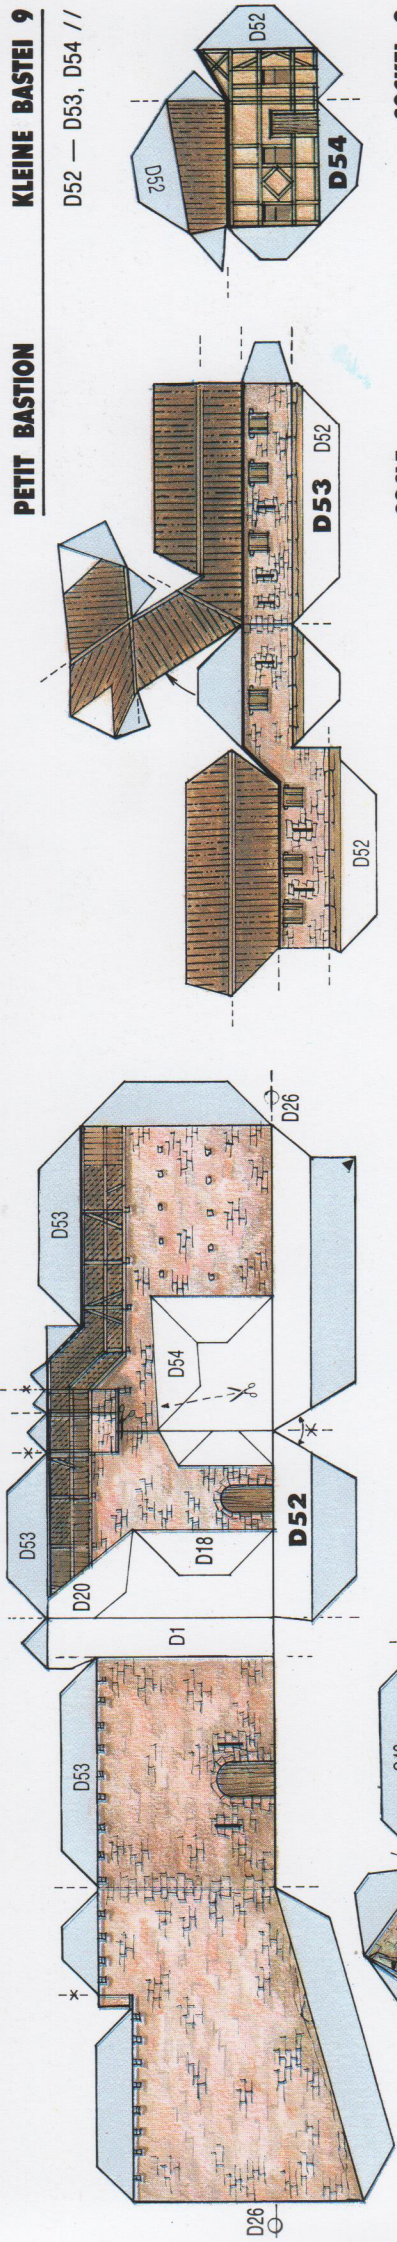 PETIT BASTION KLEINE BASTEI 9
D52 — D53, D54 //
D52
D52
D54
D52
D53
D52
D53
D26
D54
D53
D52
D20
D18
D1
D53
D26